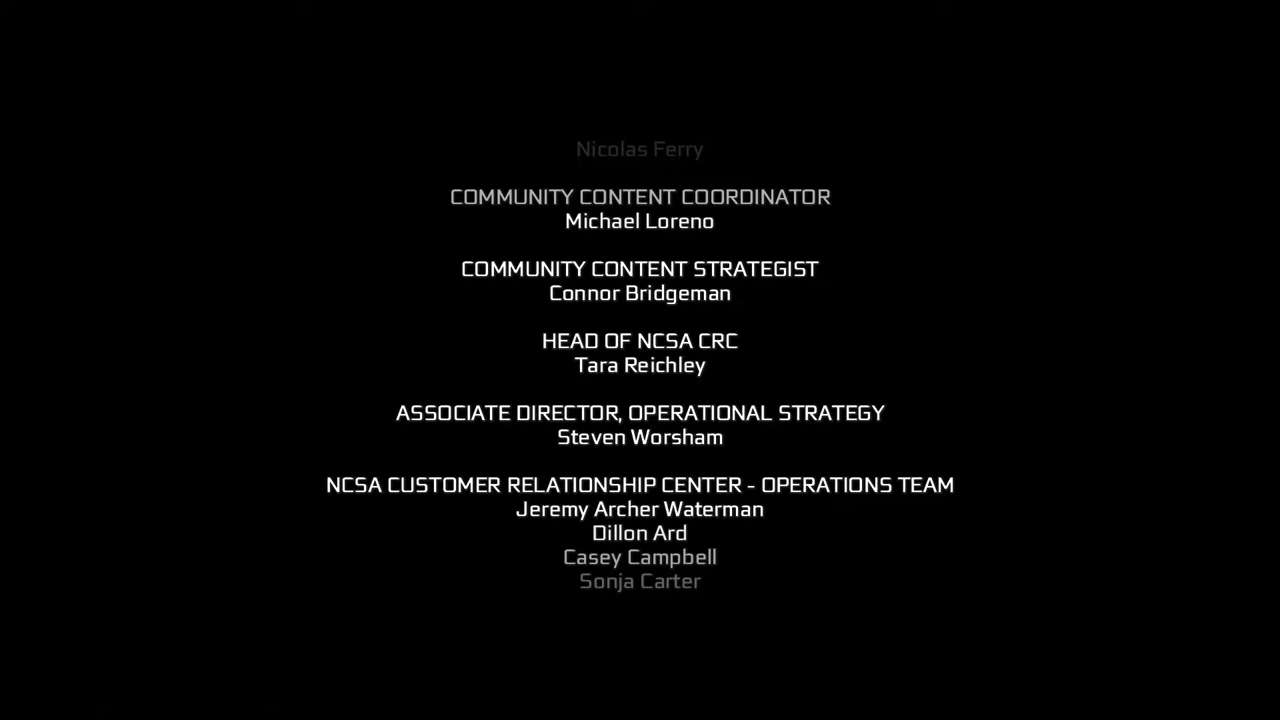 Nicolas Ferry
COMMUNITY CONTENT COORDINATOR
Michael Loreno
COMMUNITY CONTENT STRATEGIST
Connor Bridgeman
HEAD OF NCSA CRC
Tara Reichley
ASSOCIATE DIRECTOR, OPERATIONAL STRATEGY
Steven Worsham
NCSA CUSTOMER RELATIONSHIP CENTER - OPERATIONS TEAM
Jeremy Archer Waterman
Dillon Ard
Casey Campbell
Sonja Carter